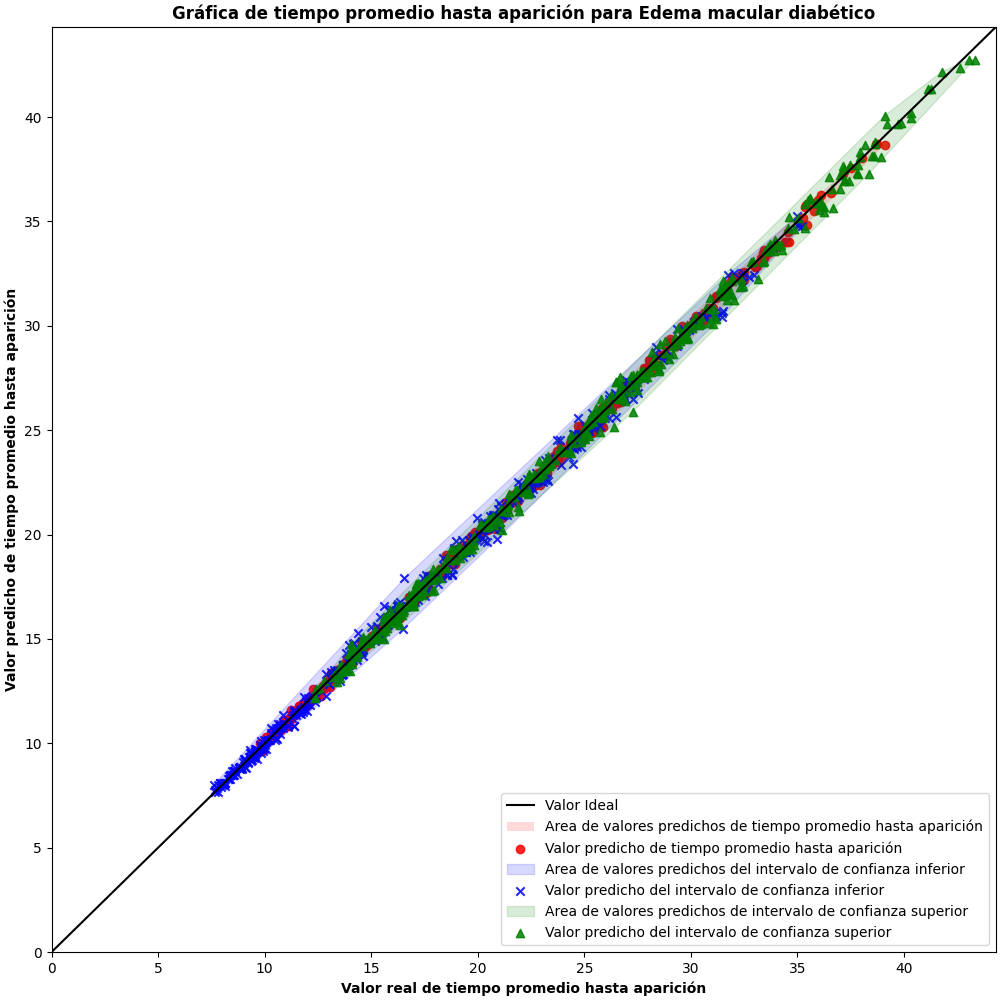 Gráfica de tiempo promedio hasta aparición para Edema macular diabético
Valor predicho de tiempo promedio hasta aparición
40
35
30
25
20
15
10
5
0
0 5 10 15 20 25 30 35 40
Valor real de tiempo promedio hasta aparición
Valor Ideal
Area de valores predichos de tiempo promedio hasta aparición
Valor predicho de tiempo promedio hasta aparición
Area de valores predichos del intervalo de confianza inferior
Valor predicho del intervalo de confianza inferior
Area de valores predichos de intervalo de confianza superior
Valor predicho del intervalo de confianza superior